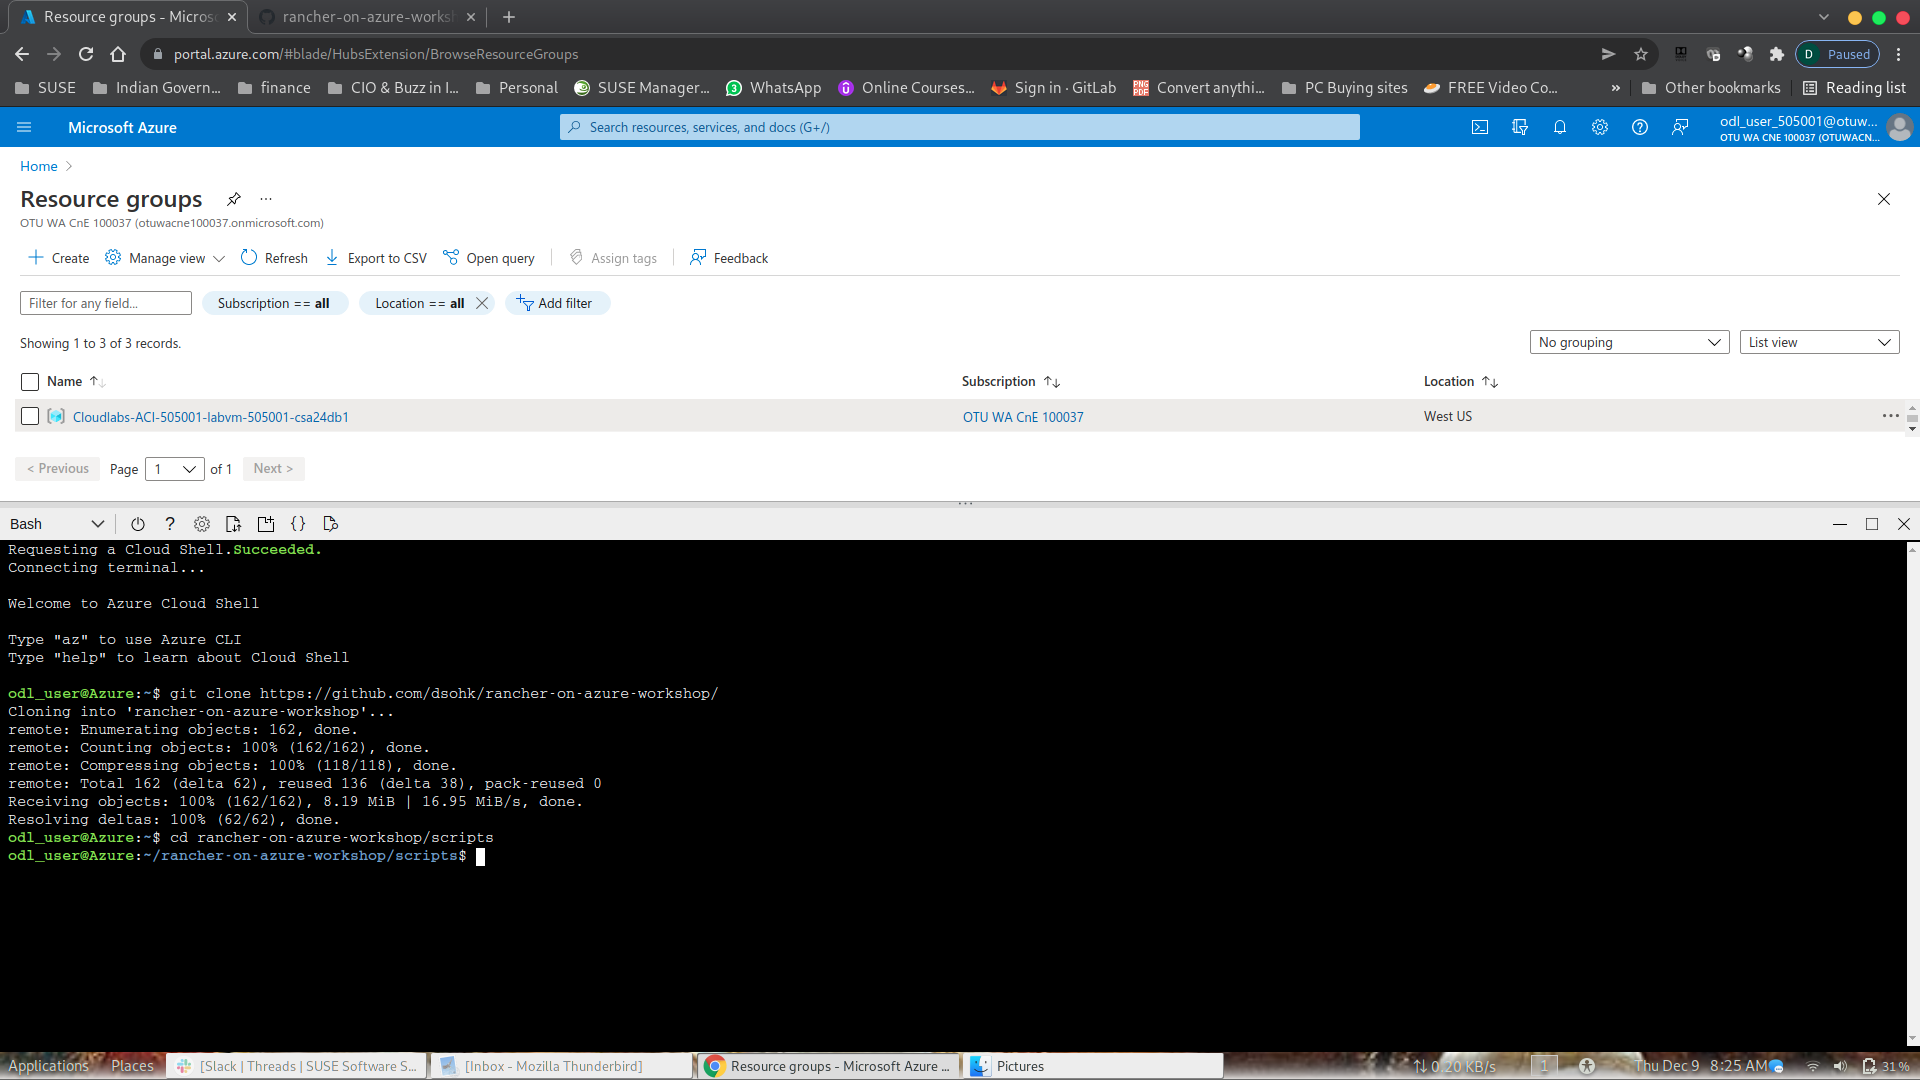 Resource groups - Micros
rancher-on-azure-works
portal.azure.com/#blade/HubsExtension/BrowseResourceGroups
D Paused
SUSE
Indian Govern...
finance
CIO & Buzz in I...
Personal
SUSE Manager...
WhatsApp
Online Courses...
Sign in · GitLab
Convert anythi...
PC Buying sites
FREE Video Co...
»
Other bookmarks
Reading list
Microsoft Azure
Search resources, services, and docs (G+/)
odl_user_505001@otuw...
OTU WA CNE 100037 (OTUWACN...
Home
Resource groups
OTU WA CnE 100037 (otuwacne100037.onmicrosoft.com)
Create
Manage view
Refresh
Export to CSV
Open query
Assign tags
Feedback
Filter for any field...
Subscription == all
Location == all
Add filter
Showing 1 to 3 of 3 records.
No grouping
List view
Name
Subscription
Location
Cloudlabs-ACI-505001-labvm-505001-csa24db1
OTU WA CnE 100037
West US
< Previous
Page 1 of 1
Next >
Bash
Requesting a Cloud Shell.Succeeded.
Connecting terminal...
Welcome to Azure Cloud Shell
Type "az" to use Azure CLI
Type "help" to learn about Cloud Shell
odl_user@Azure:~$ git clone https://github.com/dsohk/rancher-on-azure-workshop/
Cloning into 'rancher-on-azure-workshop'...
remote: Enumerating objects: 162, done.
remote: Counting objects: 100% (162/162), done.
remote: Compressing objects: 100% (118/118), done.
remote: Total 162 (delta 62), reused 136 (delta 38), pack-reused 0
Receiving objects: 100% (162/162), 8.19 MiB | 16.95 MiB/s, done.
Resolving deltas: 100% (62/62), done.
odl_user@Azure:~$ cd rancher-on-azure-workshop/scripts
odl_user@Azure:~/rancher-on-azure-workshop/scripts$
Applications
Places
[Slack | Threads | SUSE Software S...
[Inbox - Mozilla Thunderbird]
Resource groups - Microsoft Azure ...
Pictures
0.20 KB/s
1
Thu Dec 9 8:25 AM
31 %